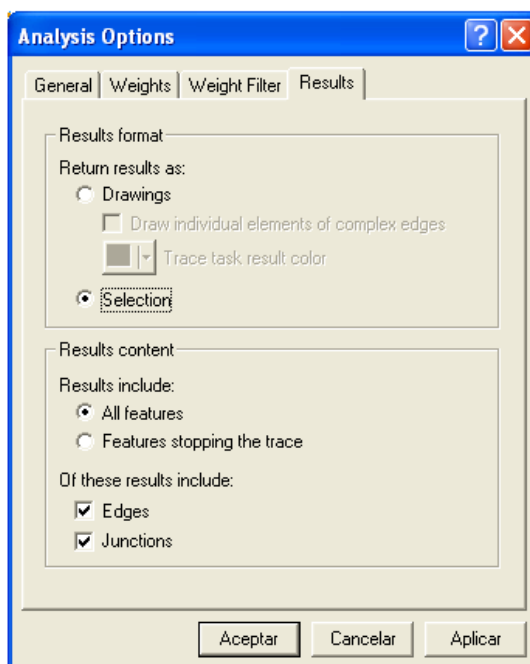 Analysis Options
General Weights Weight Filter Results
Results format
Return results as:
Drawings
Draw individual elements of complex edges
Trace task result color
Selection
Results content
Results include:
All features
Features stopping the trace
Of these results include:
Edges
Junctions
Aceptar Cancelar Aplicar